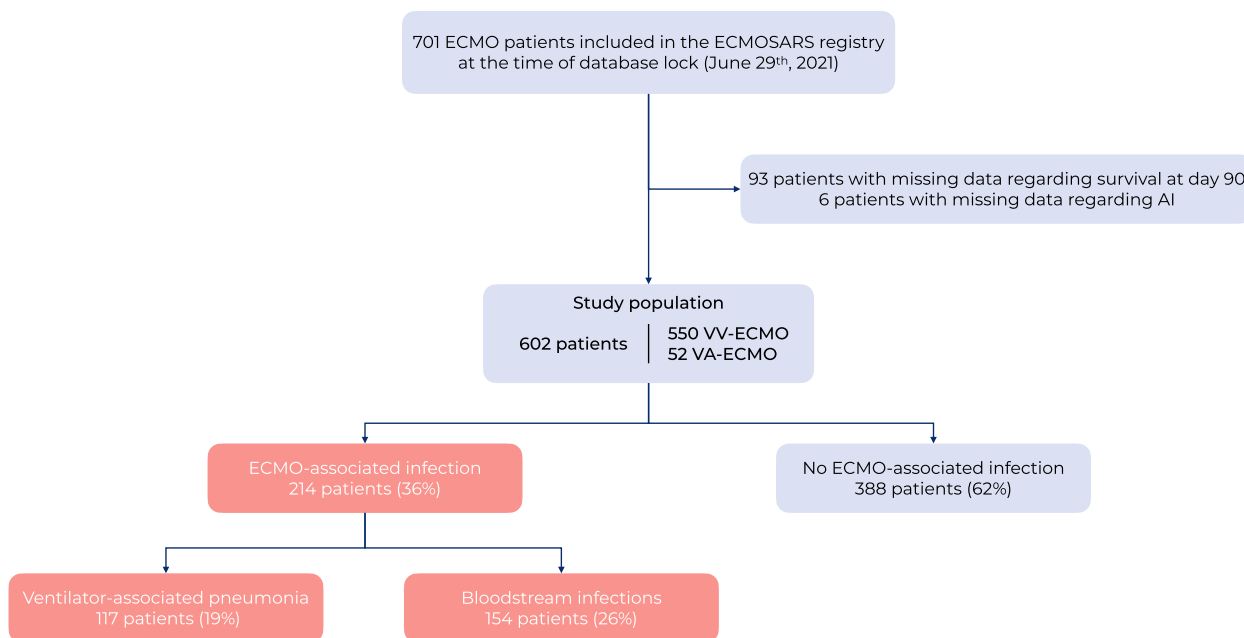 701 ECMO patients included in the ECMOSARS registry
at the time of database lock (June 29th, 2021)
93 patients with missing data regarding survival at day 90
6 patients with missing data regarding AI
Study population
602 patients
550 VV-ECMO
52 VA-ECMO
ECMO-associated infection
214 patients (36%)
No ECMO-associated infection
388 patients (62%)
Ventilator-associated pneumonia
117 patients (19%)
Bloodstream infections
154 patients (26%)